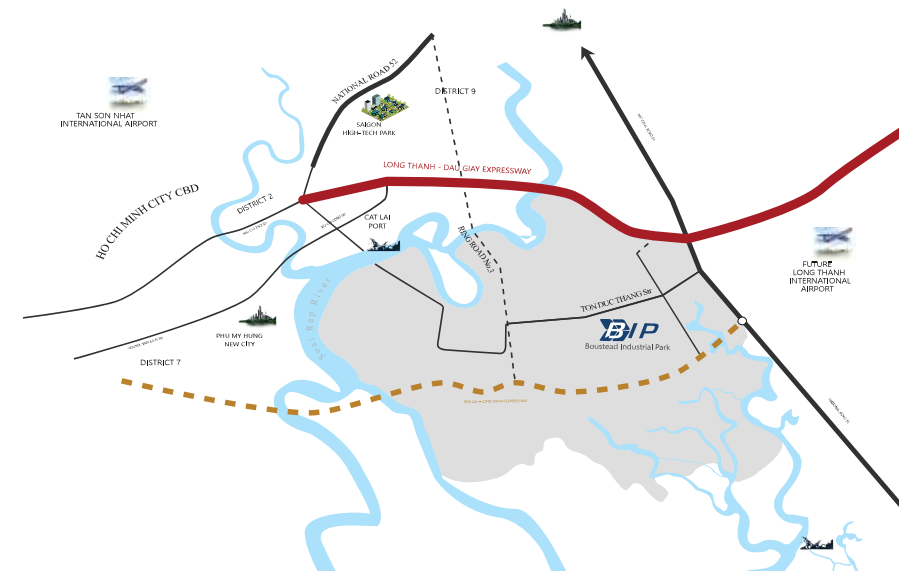 NATIONAL ROAD 52
DISTRICT 9
TAN SON NHAT
INTERNATIONAL AIRPORT
SAIGON
HIGH-TECH PARK
LONG THANH - DAU GIAY EXPRESSWAY
HO CHI MINH CITY CBD
DISTRICT 2
CAT LAI
PORT
RING ROAD No.3
FUTURE
LONG THANH
INTERNATIONAL
AIRPORT
Soai Rap River
TON DUC THANG Str
BIP
Boustead Industrial Park
PHU MY HUNG
NEW CITY
DISTRICT 7